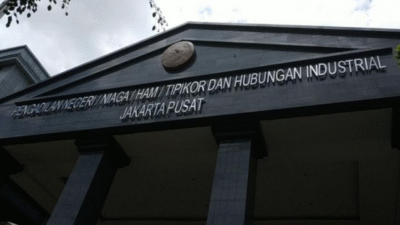 PENGADILAN NEGERI / NIAGA / HAM / TIPIKOR DAN HUBUNGAN INDUSTRIAL
JAKARTA PUSAT